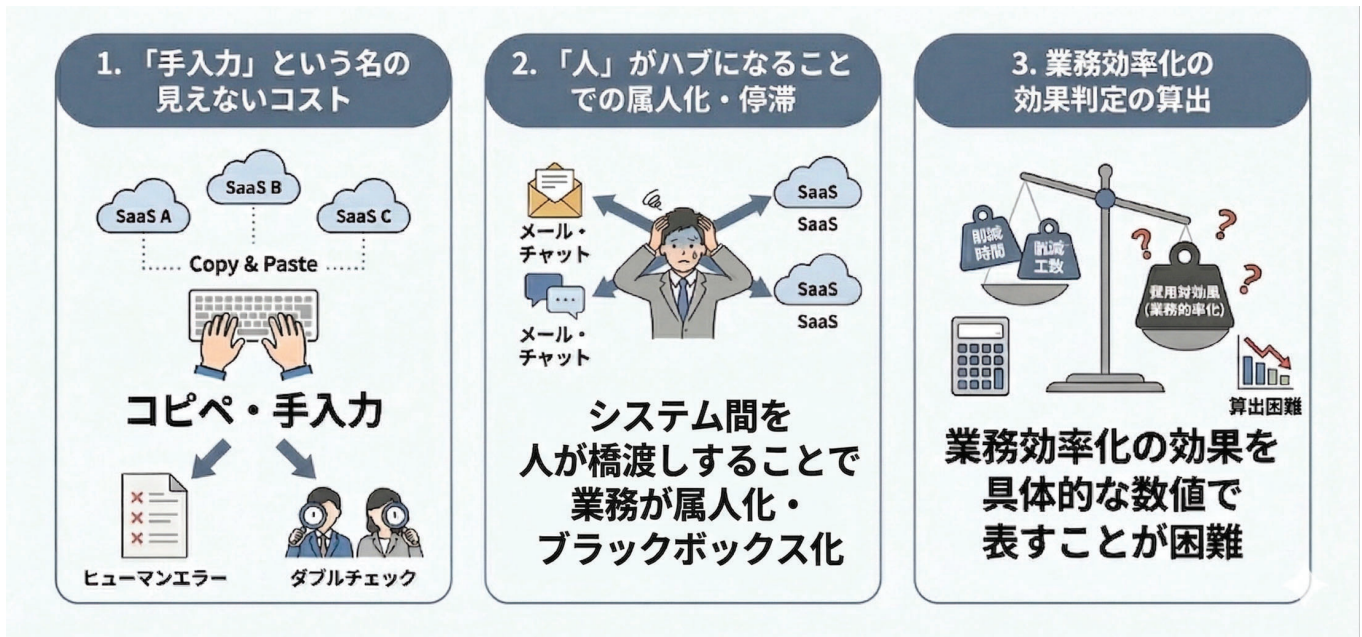 1. 「手入力」という名の
見えないコスト
SaaS A
SaaS B
SaaS C
Copy & Paste
コピペ・手入力
ヒューマンエラー
ダブルチェック
2. 「人」がハブになること
での属人化・停滞
メール・
チャット
メール・
チャット
SaaS
SaaS
SaaS
SaaS
システム間を
人が橋渡しすることで
業務が属人化・
ブラックボックス化
3. 業務効率化の
効果判定の算出
削減
時間
工数
(業務的率化)
?
?
?
算出困難
業務効率化の効果を
具体的な数値で
表すことが困難